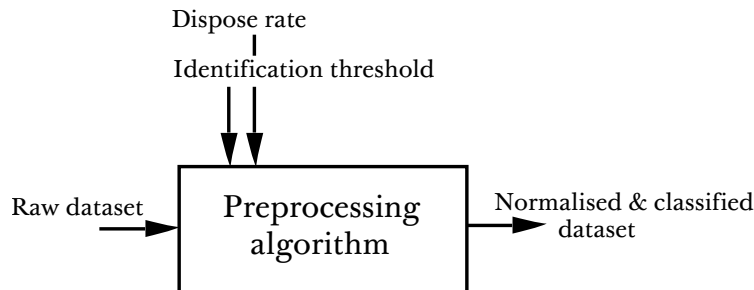 Dispose rate
Identification threshold
Raw dataset
Preprocessing
algorithm
Normalised & classified
dataset